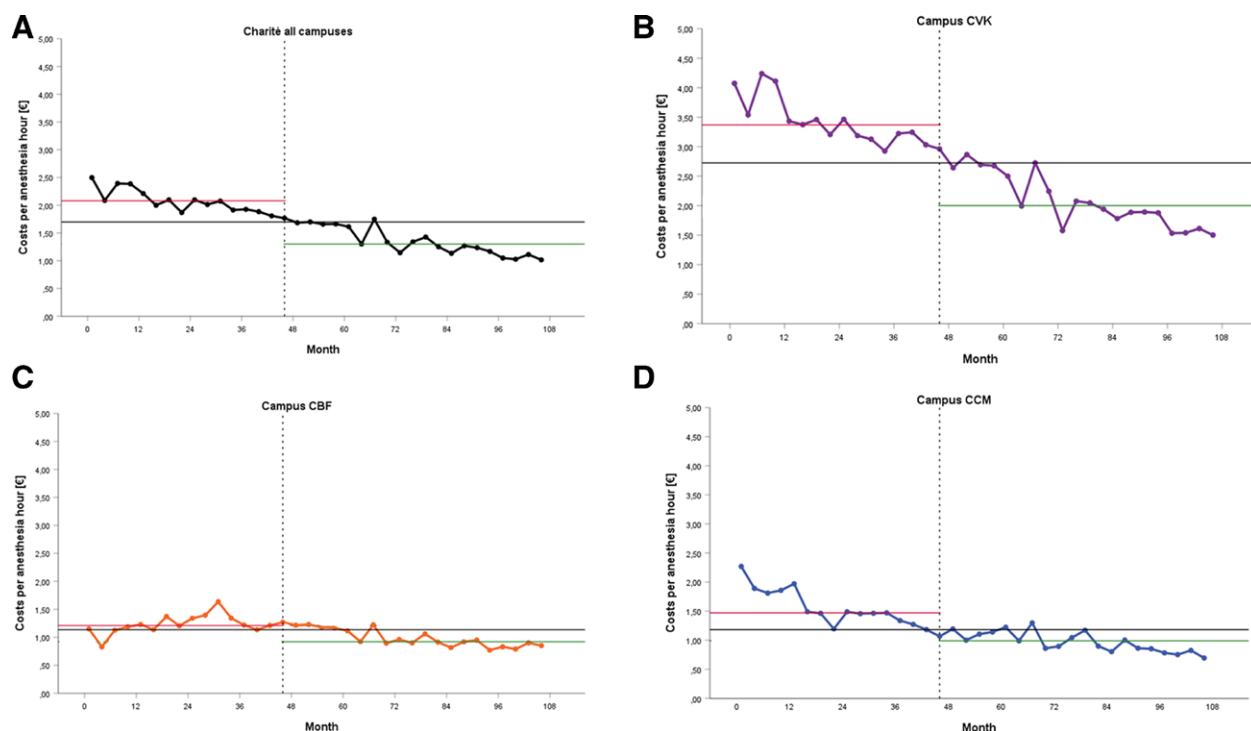 A
Charité all campuses
Costs per anesthesia hour [€]
5,00
4,50
4,00
3,50
3,00
2,50
2,00
1,50
1,00
,50
,00
0 12 24 36 48 60 72 84 96 108
Month
B
Campus CVK
Costs per anesthesia hour [€]
5,00
4,50
4,00
3,50
3,00
2,50
2,00
1,50
1,00
,50
,00
0 12 24 36 48 60 72 84 96 108
Month
C
Campus CBF
Costs per anesthesia hour [€]
5,00
4,50
4,00
3,50
3,00
2,50
2,00
1,50
1,00
,50
,00
0 12 24 36 48 60 72 84 96 108
Month
D
Campus CCM
Costs per anesthesia hour [€]
5,00
4,50
4,00
3,50
3,00
2,50
2,00
1,50
1,00
,50
,00
0 12 24 36 48 60 72 84 96 108
Month